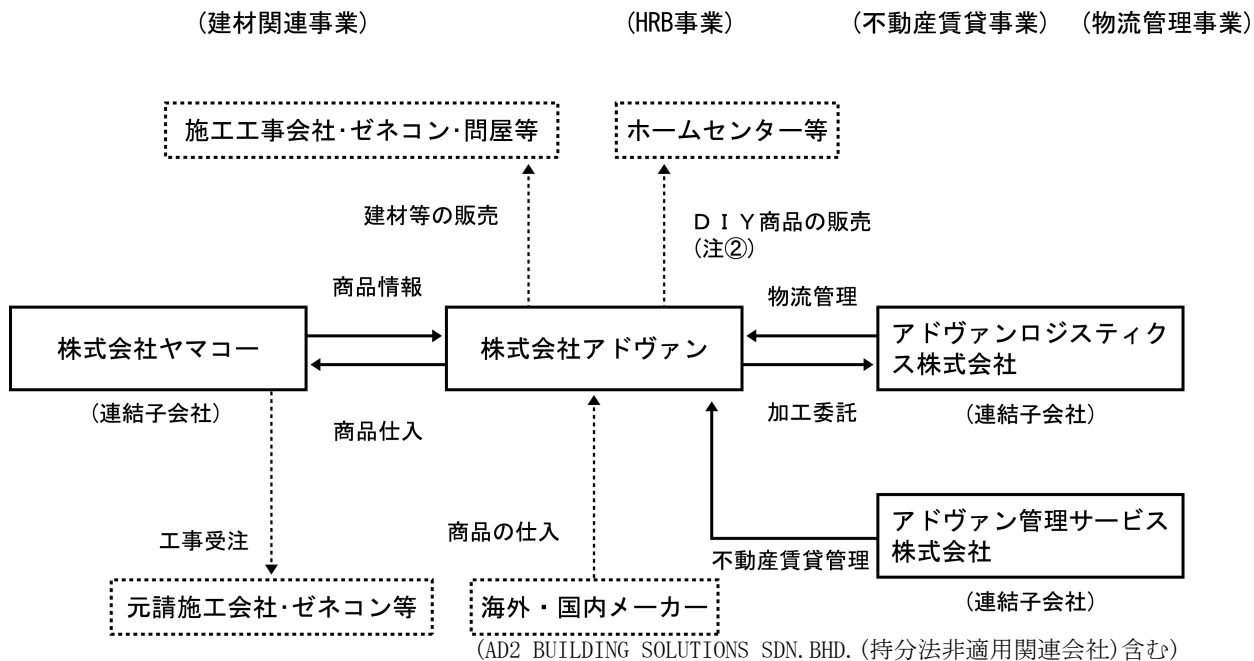 (建材関連事業) (HRB事業) (不動産賃貸事業) (物流管理事業)
施工工事会社・ゼネコン・問屋等
ホームセンター等
建材等の販売
ＤＩＹ商品の販売
(注②)
商品情報
物流管理
株式会社ヤマコー
株式会社アドヴァン
アドヴァンロジスティク
ス株式会社
(連結子会社)
商品仕入
加工委託
(連結子会社)
工事受注
商品の仕入
不動産賃貸管理
アドヴァン管理サービス
株式会社
(連結子会社)
元請施工会社・ゼネコン等
海外・国内メーカー
(AD2 BUILDING SOLUTIONS SDN.BHD.(持分法非適用関連会社)含む)